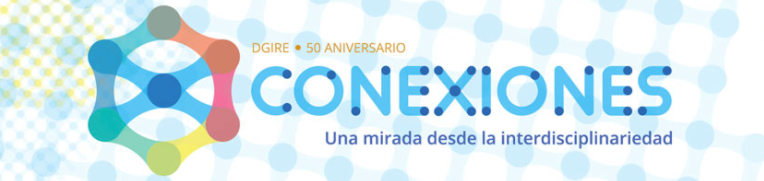 DGIRE • 50 ANIVERSARIO
CONEXIONES
Una mirada desde la interdisciplinariedad